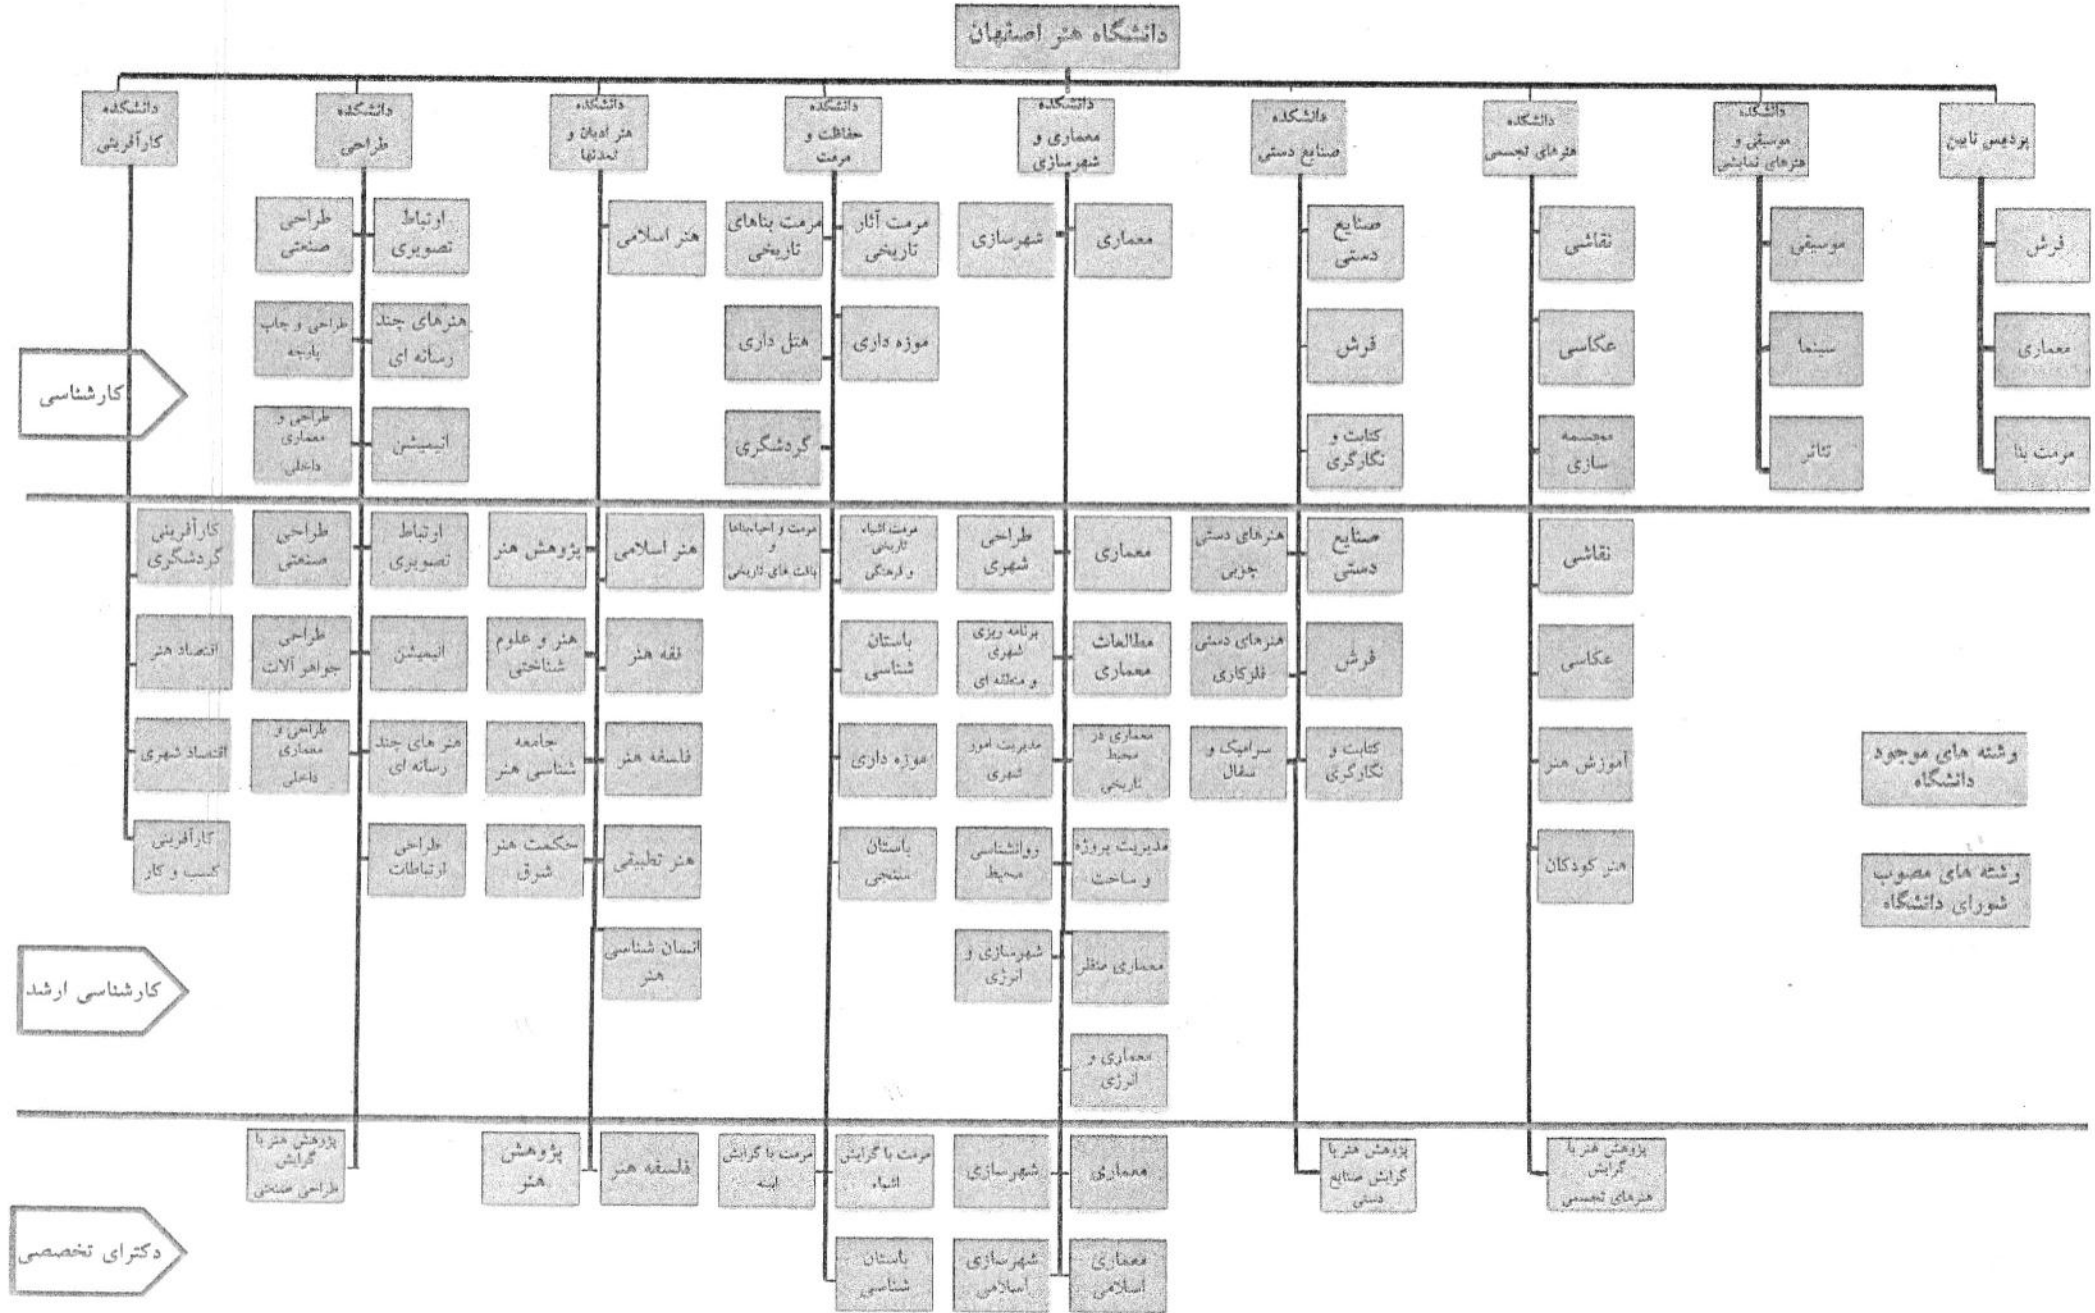 دانشگاه هنر اصفهان
پردیس نایین
دانشکده
موسیقی و
هنرهای نمایشی
دانشکده
هنرهای تجسمی
دانشکده
صنایع دستی
دانشکده
معماری و
شهرسازی
دانشکده
حفاظت و
مرمت
دانشکده
هنر ادیان و
تمدنها
دانشکده
طراحی
دانشکده
کارآفرینی
کارشناسی
فرش
موسیقی
نقاشی
صنایع
دستی
معماری
شهرسازی
مرمت آثار
تاریخی
مرمت بناهای
تاریخی
هنر اسلامی
ارتباط
تصویری
طراحی
صنعتی
معماری
سینما
عکاسی
فرش
موزه داری
هتل داری
هنرهای چند
رسانه ای
طراحی و چاپ
پارچه
مرمت بنا
تئاتر
مجسمه
سازی
کتابت و
نگارگری
گردشگری
انیمیشن
طراحی و
معماری
داخلی
کارشناسی ارشد
نقاشی
صنایع
دستی
هنرهای دستی
چوبی
معماری
طراحی
شهری
مرمت اشیاء
تاریخی
و فرهنگی
مرمت و احیاء بناها
و
بافت های تاریخی
هنر اسلامی
پژوهش هنر
ارتباط
تصویری
طراحی
صنعتی
کارآفرینی
گردشگری
عکاسی
فرش
هنرهای دستی
فلزکاری
مطالعات
معماری
برنامه ریزی
شهری
و منطقه ای
باستان
شناسی
فقه هنر
هنر و علوم
شناختی
انیمیشن
طراحی
جواهر آلات
اقتصاد هنر
آموزش هنر
کتابت و
نگارگری
سرامیک و
سفال
معماری در
محیط
تاریخی
مدیریت امور
شهری
موزه داری
فلسفه هنر
جامعه
شناسی هنر
هنر های چند
رسانه ای
طراحی و
معماری
داخلی
اقتصاد شهری
هنر کودکان
مدیریت پروژه
و ساخت
روانشناسی
محیط
باستان
سنجی
هنر تطبیقی
حکمت هنر
شرق
طراحی
ارتباطات
کارآفرینی
کسب و کار
معماری منظر
شهرسازی و
انرژی
انسان شناسی
هنر
معماری و
انرژی
رشته های موجود
دانشگاه
رشته های مصوب
شورای دانشگاه
دکترای تخصصی
پژوهش هنر با
گرایش
هنرهای تجسمی
پژوهش هنر با
گرایش صنایع
دستی
معماری
شهرسازی
مرمت با گرایش
اشیاء
مرمت با گرایش
ابنیه
فلسفه هنر
پژوهش
هنر
پژوهش هنر با
گرایش
طراحی صنعتی
معماری
اسلامی
شهرسازی
اسلامی
باستان
شناسی